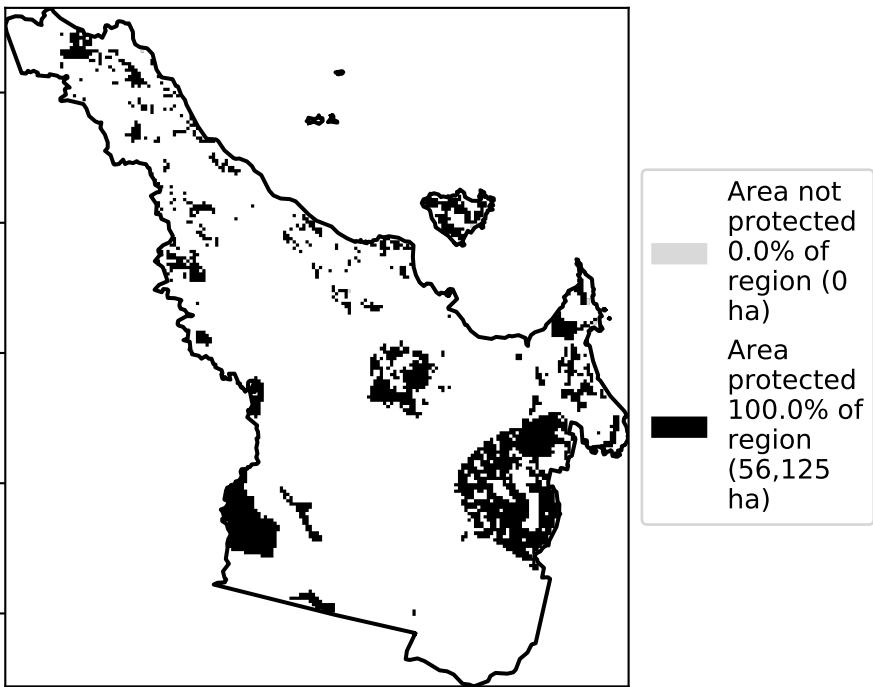 Area not
protected
0.0% of
region (0
ha)
Area
protected
100.0% of
region
(56,125
ha)